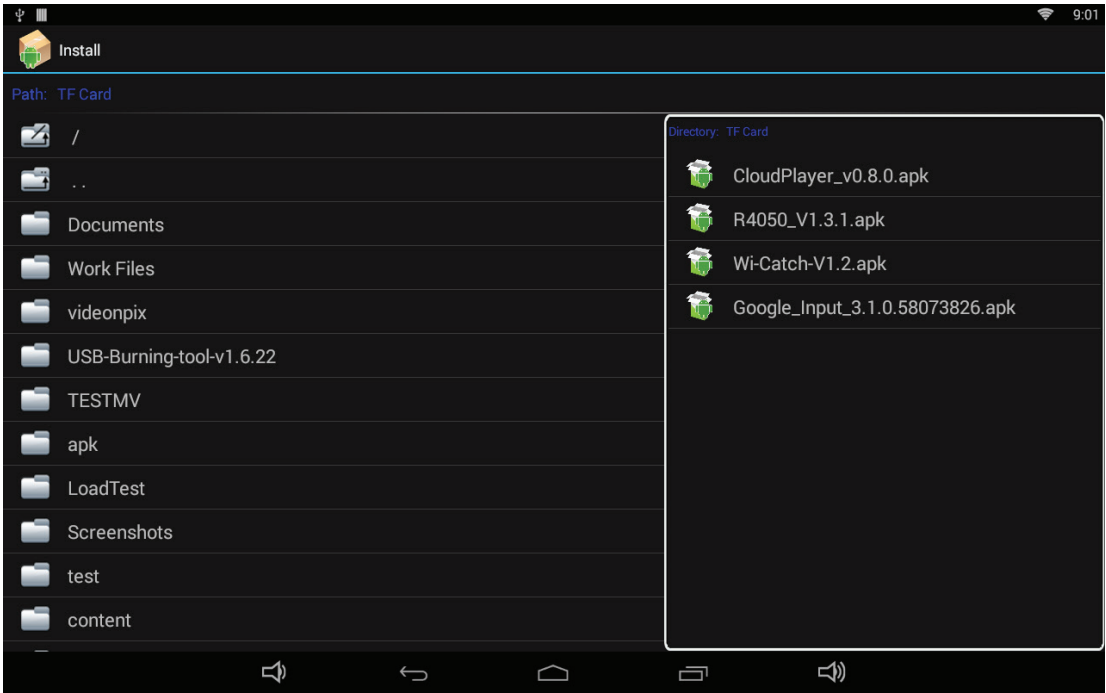 9:01
Install
Path: TF Card
/
. .
Documents
Work Files
videonpix
USB-Burning-tool-v1.6.22
TESTMV
apk
LoadTest
Screenshots
test
content
Directory: TF Card
CloudPlayer_v0.8.0.apk
R4050_V1.3.1.apk
Wi-Catch-V1.2.apk
Google_Input_3.1.0.58073826.apk